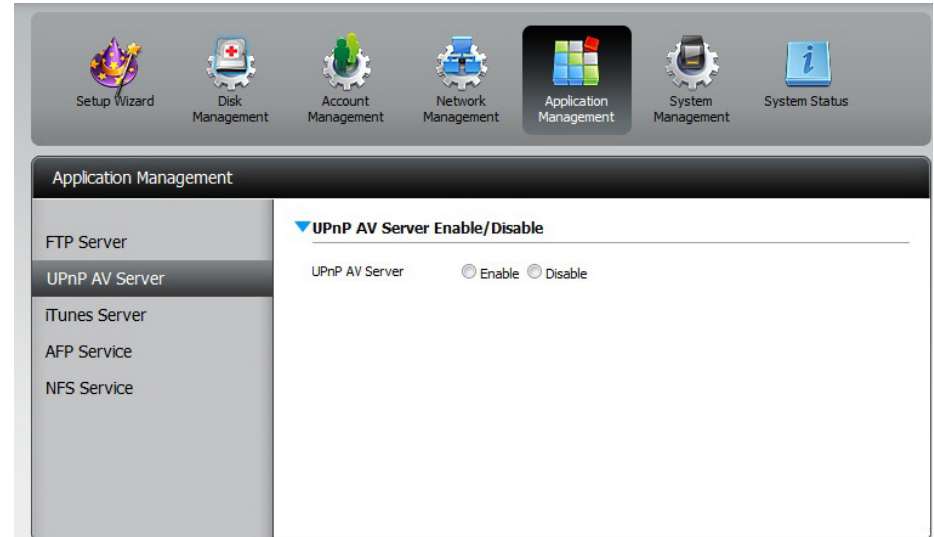 Setup Wizard
Disk
Management
Account
Management
Network
Management
Application
Management
System
Management
System Status
Application Management
FTP Server
UPnP AV Server
iTunes Server
AFP Service
NFS Service
UPnP AV Server Enable/Disable
UPnP AV Server Enable Disable